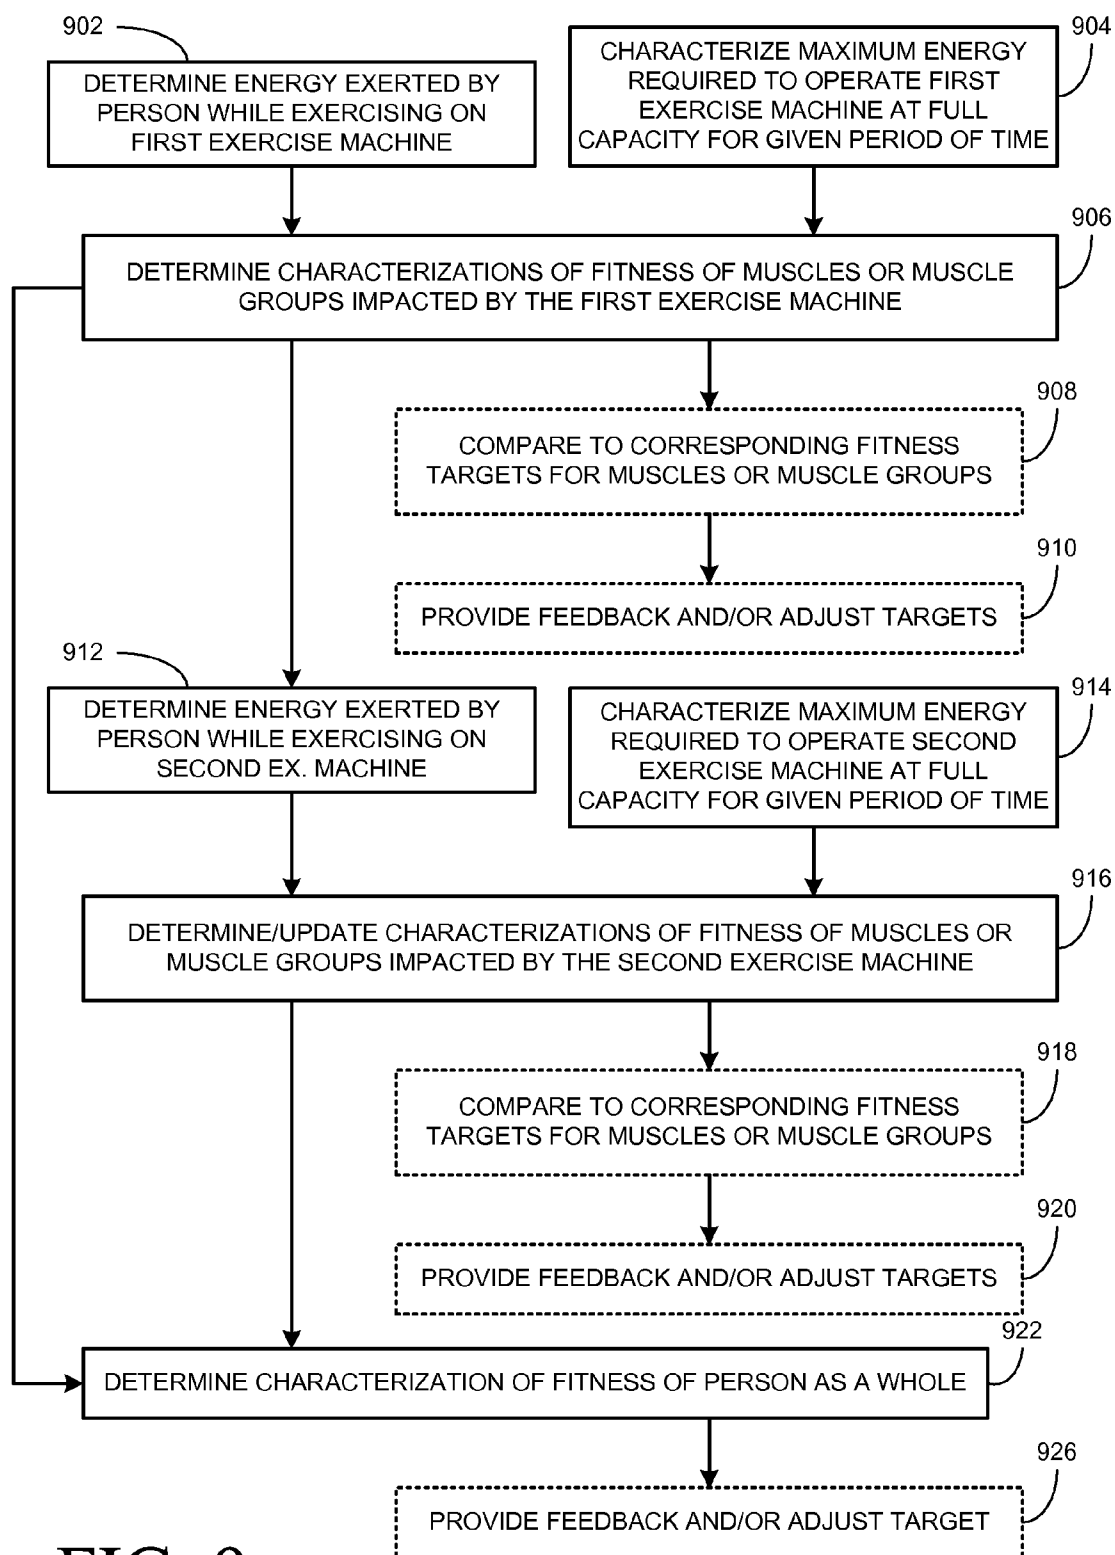 902
DETERMINE ENERGY EXERTED BY
PERSON WHILE EXERCISING ON
FIRST EXERCISE MACHINE
904
CHARACTERIZE MAXIMUM ENERGY
REQUIRED TO OPERATE FIRST
EXERCISE MACHINE AT FULL
CAPACITY FOR GIVEN PERIOD OF TIME
906
DETERMINE CHARACTERIZATIONS OF FITNESS OF MUSCLES OR MUSCLE
GROUPS IMPACTED BY THE FIRST EXERCISE MACHINE
908
COMPARE TO CORRESPONDING FITNESS
TARGETS FOR MUSCLES OR MUSCLE GROUPS
910
PROVIDE FEEDBACK AND/OR ADJUST TARGETS
912
DETERMINE ENERGY EXERTED BY
PERSON WHILE EXERCISING ON
SECOND EX. MACHINE
914
CHARACTERIZE MAXIMUM ENERGY
REQUIRED TO OPERATE SECOND
EXERCISE MACHINE AT FULL
CAPACITY FOR GIVEN PERIOD OF TIME
916
DETERMINE/UPDATE CHARACTERIZATIONS OF FITNESS OF MUSCLES OR
MUSCLE GROUPS IMPACTED BY THE SECOND EXERCISE MACHINE
918
COMPARE TO CORRESPONDING FITNESS
TARGETS FOR MUSCLES OR MUSCLE GROUPS
920
PROVIDE FEEDBACK AND/OR ADJUST TARGETS
922
DETERMINE CHARACTERIZATION OF FITNESS OF PERSON AS A WHOLE
926
PROVIDE FEEDBACK AND/OR ADJUST TARGET